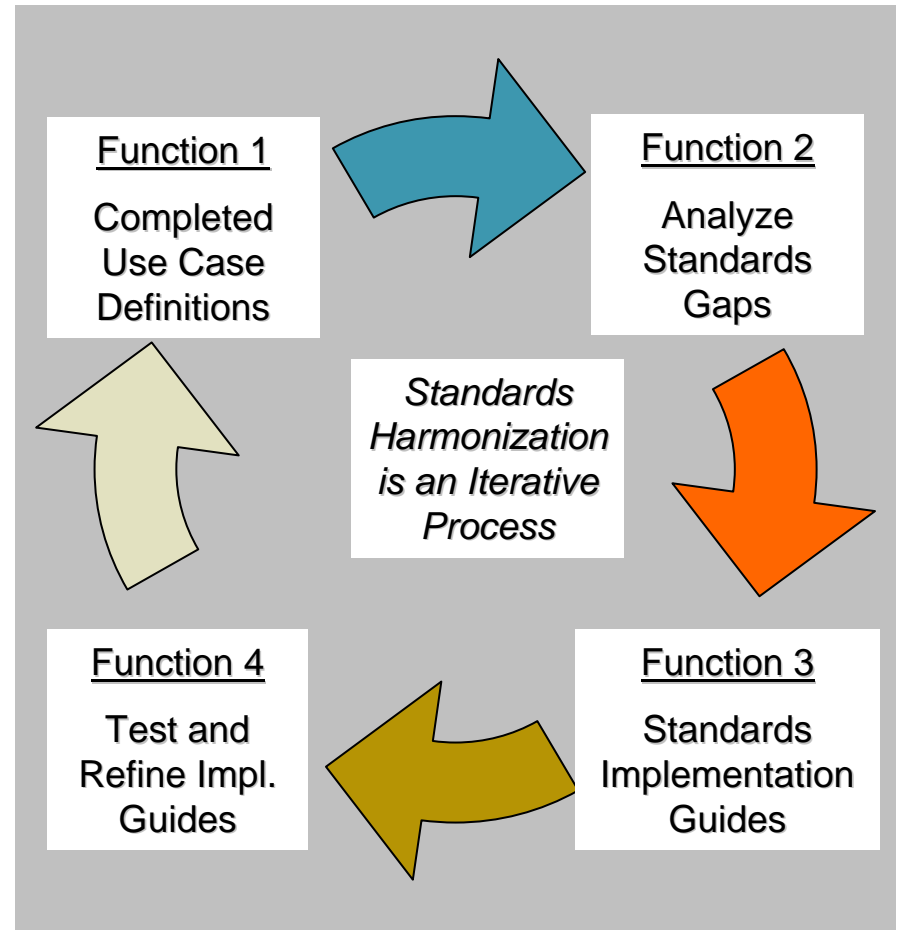 Function 1
Completed
Use Case
Definitions
Function 2
Analyze
Standards
Gaps
Standards
Harmonization
is an Iterative
Process
Function 4
Test and
Refine Impl.
Guides
Function 3
Standards
Implementation
Guides